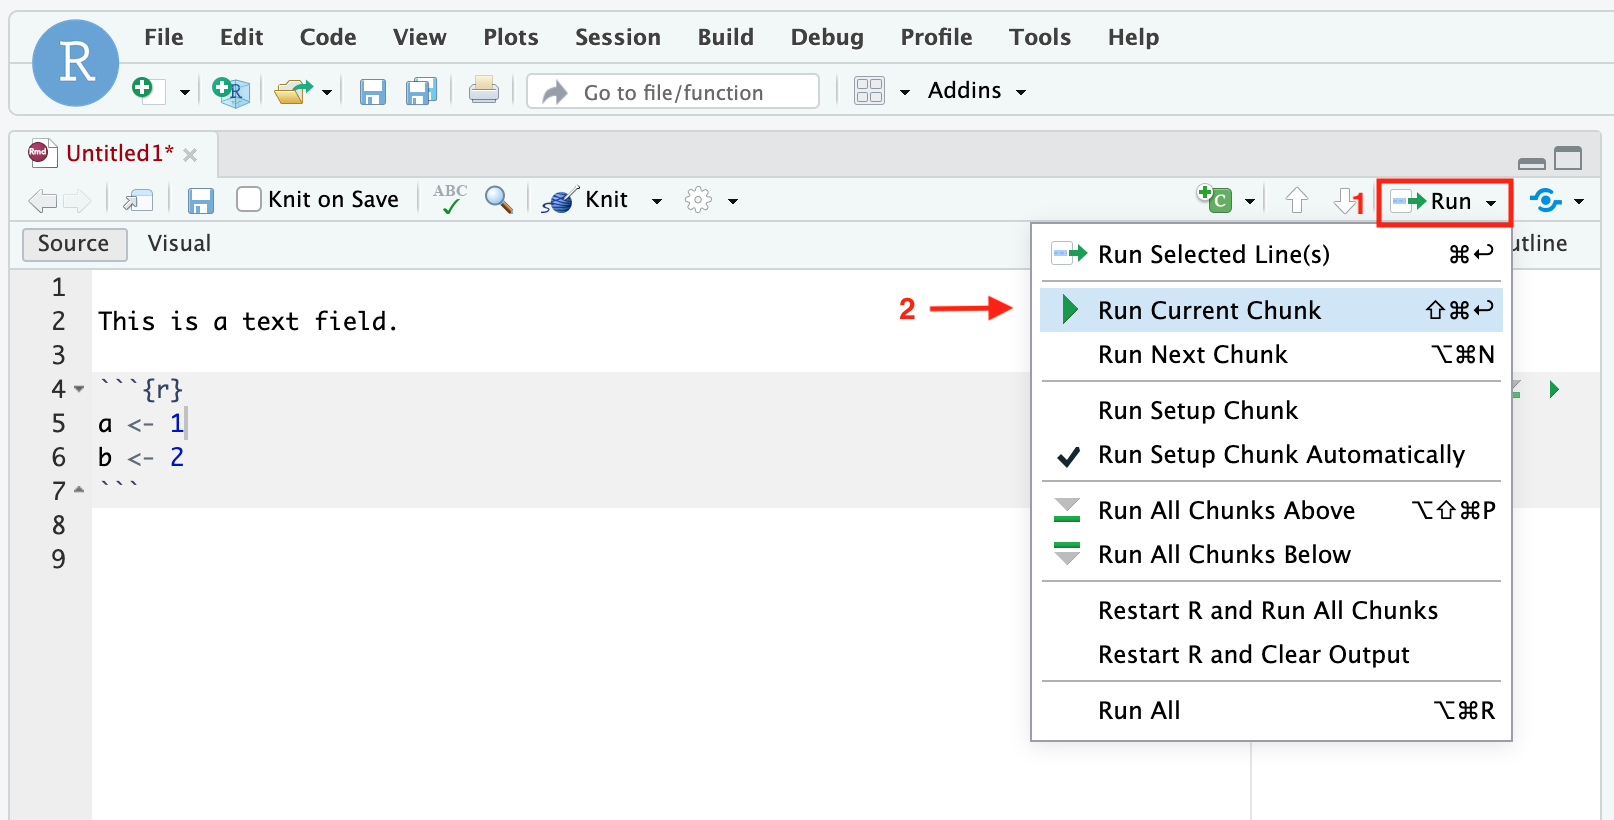 R
File Edit Code View Plots Session Build Debug Profile Tools Help
R Go to file/function Addins
Rmd Untitled1*
Knit on Save ABC Knit C 1 Run
Source Visual utline
Run Selected Line(s) ⌘↩
2 Run Current Chunk ⇧⌘↩
Run Next Chunk ⌥⌘N
Run Setup Chunk
Run Setup Chunk Automatically
Run All Chunks Above ⌥⇧⌘P
Run All Chunks Below
Restart R and Run All Chunks
Restart R and Clear Output
Run All ⌥⌘R
1
2 This is a text field.
3
4 ```{r}
5 a <- 1
6 b <- 2
7 ```
8
9